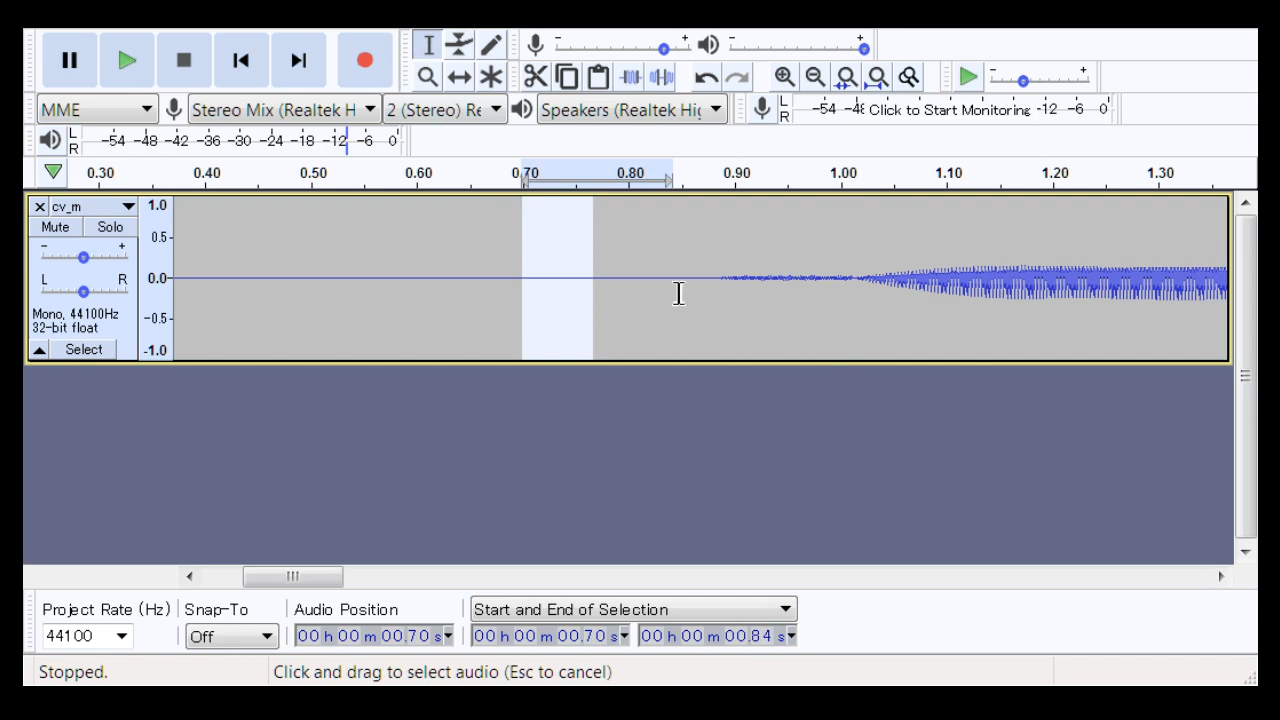 MME Stereo Mix (Realtek H 2 (Stereo) Re Speakers (Realtek Hig L R -54 -48 Click to Start Monitoring -12 -6 0
L R -54 -48 -42 -36 -30 -24 -18 -12 -6 0
0.30 0.40 0.50 0.60 0.70 0.80 0.90 1.00 1.10 1.20 1.30
cv_m 1.0
Mute Solo
0.5
- +
L R 0.0
Mono, 44100Hz
-0.5
32-bit float
Select -1.0
Project Rate (Hz) Snap-To Audio Position Start and End of Selection
44100 Off 00 h 00 m 00.70 s 00 h 00 m 00.70 s 00 h 00 m 00.84 s
Stopped. Click and drag to select audio (Esc to cancel)